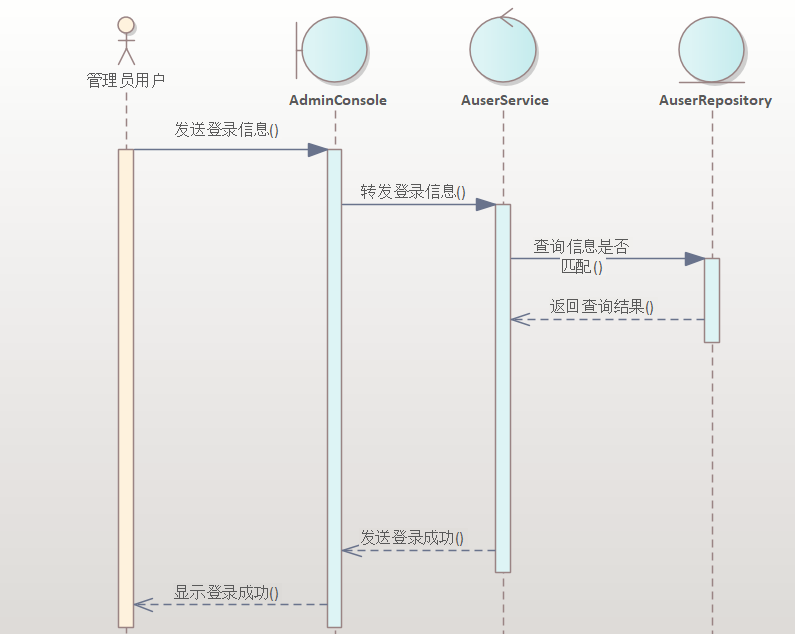 管理员用户
AdminConsole
AuserService
AuserRepository
发送登录信息()
转发登录信息()
查询信息是否
匹配()
返回查询结果()
发送登录成功()
显示登录成功()